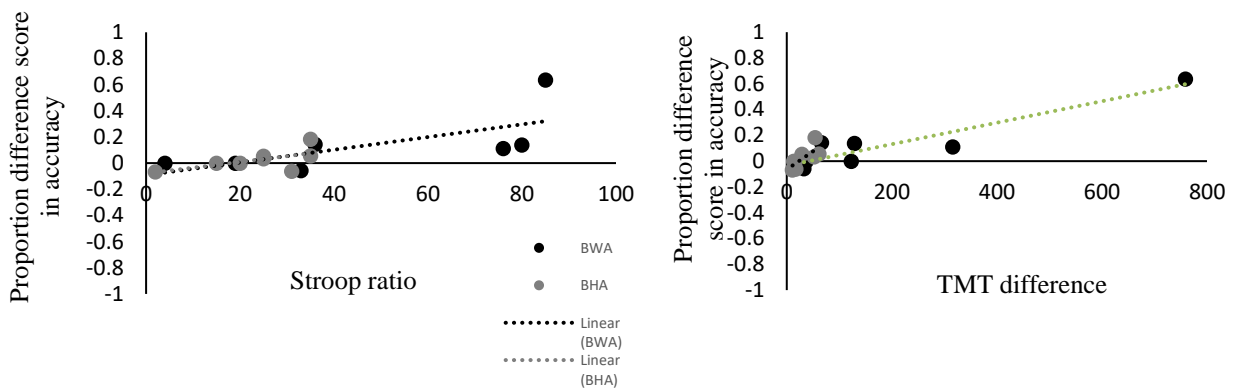 Proportion difference score
in accuracy
1
0.8
0.6
0.4
0.2
0
-0.2
-0.4
-0.6
-0.8
-1
0 20 40 60 80 100
Stroop ratio
BWA
BHA
Linear
(BWA)
Linear
(BHA)
Proportion difference
score in accuracy
1
0.8
0.6
0.4
0.2
0
-0.2
-0.4
-0.6
-0.8
-1
0 200 400 600 800
TMT difference